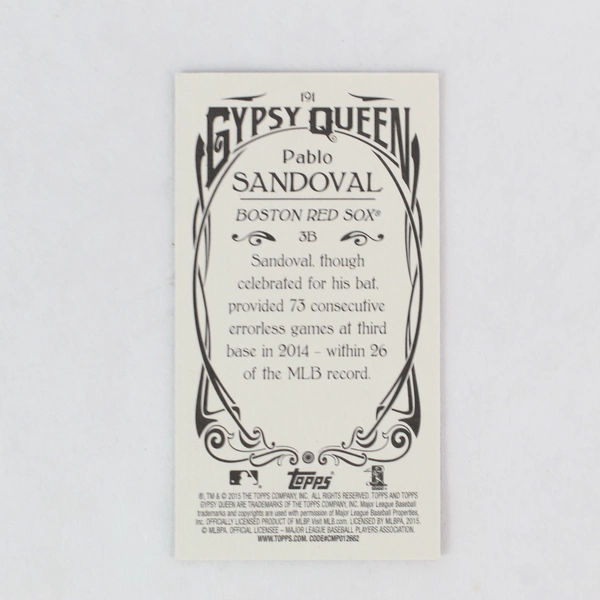 191
GYPSY QUEEN
Pablo
SANDOVAL
BOSTON RED SOX®
3B
Sandoval, though
celebrated for his bat,
provided 73 consecutive
errorless games at third
base in 2014 – within 26
of the MLB record.
Topps®
®, TM & © 2015 THE TOPPS COMPANY, INC. ALL RIGHTS RESERVED. TOPPS AND TOPPS
GYPSY QUEEN ARE TRADEMARKS OF THE TOPPS COMPANY, INC. Major League Baseball
trademarks and copyrights are used with permission of Major League Baseball Properties,
Inc. OFFICIALLY LICENSED PRODUCT OF MLBP Visit MLB.com. LICENSED BY MLBPA, 2015.
© MLBPA, OFFICIAL LICENSEE – MAJOR LEAGUE BASEBALL PLAYERS ASSOCIATION.
WWW.TOPPS.COM. CODE#CMP012662